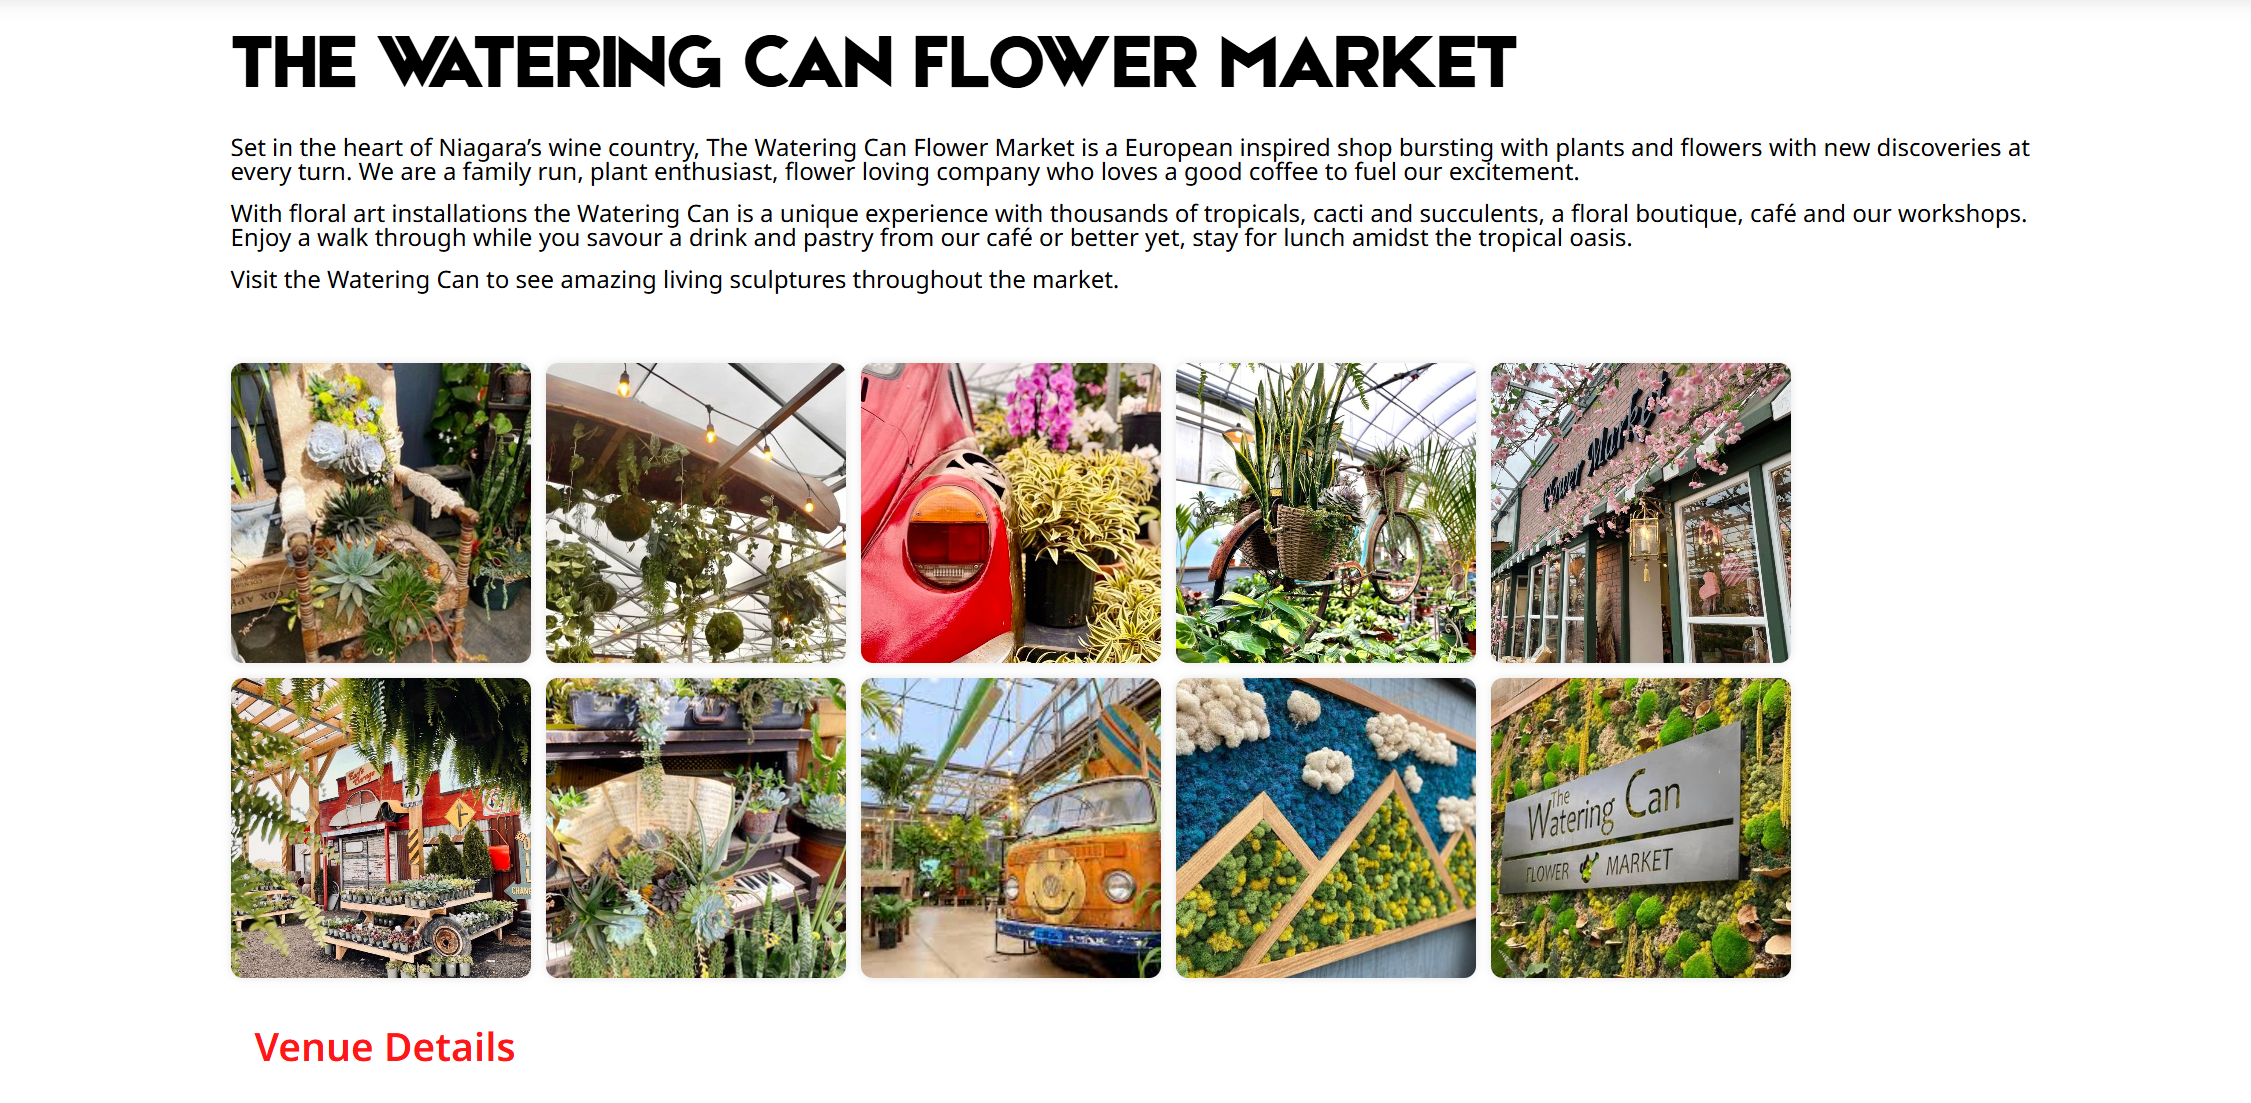 THE WATERING CAN FLOWER MARKET
Set in the heart of Niagara’s wine country, The Watering Can Flower Market is a European inspired shop bursting with plants and flowers with new discoveries at
every turn. We are a family run, plant enthusiast, flower loving company who loves a good coffee to fuel our excitement.
With floral art installations the Watering Can is a unique experience with thousands of tropicals, cacti and succulents, a floral boutique, café and our workshops.
Enjoy a walk through while you savour a drink and pastry from our café or better yet, stay for lunch amidst the tropical oasis.
Visit the Watering Can to see amazing living sculptures throughout the market.
Flower Market
The
Watering Can
FLOWER MARKET
Venue Details